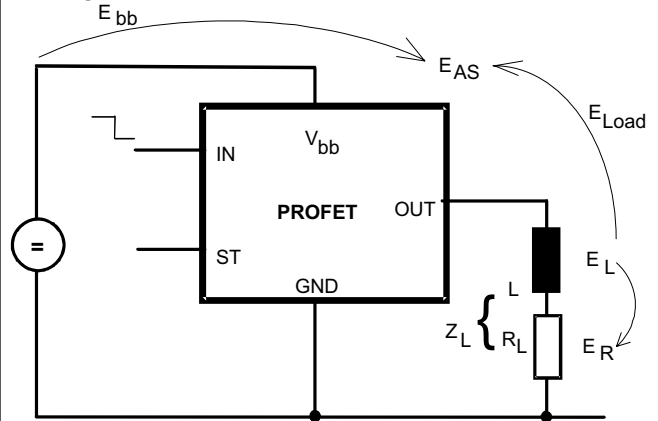 E bb
E AS
E Load
V bb
IN
PROFET
OUT
=
ST
E L
GND
L
Z L { R L
E R